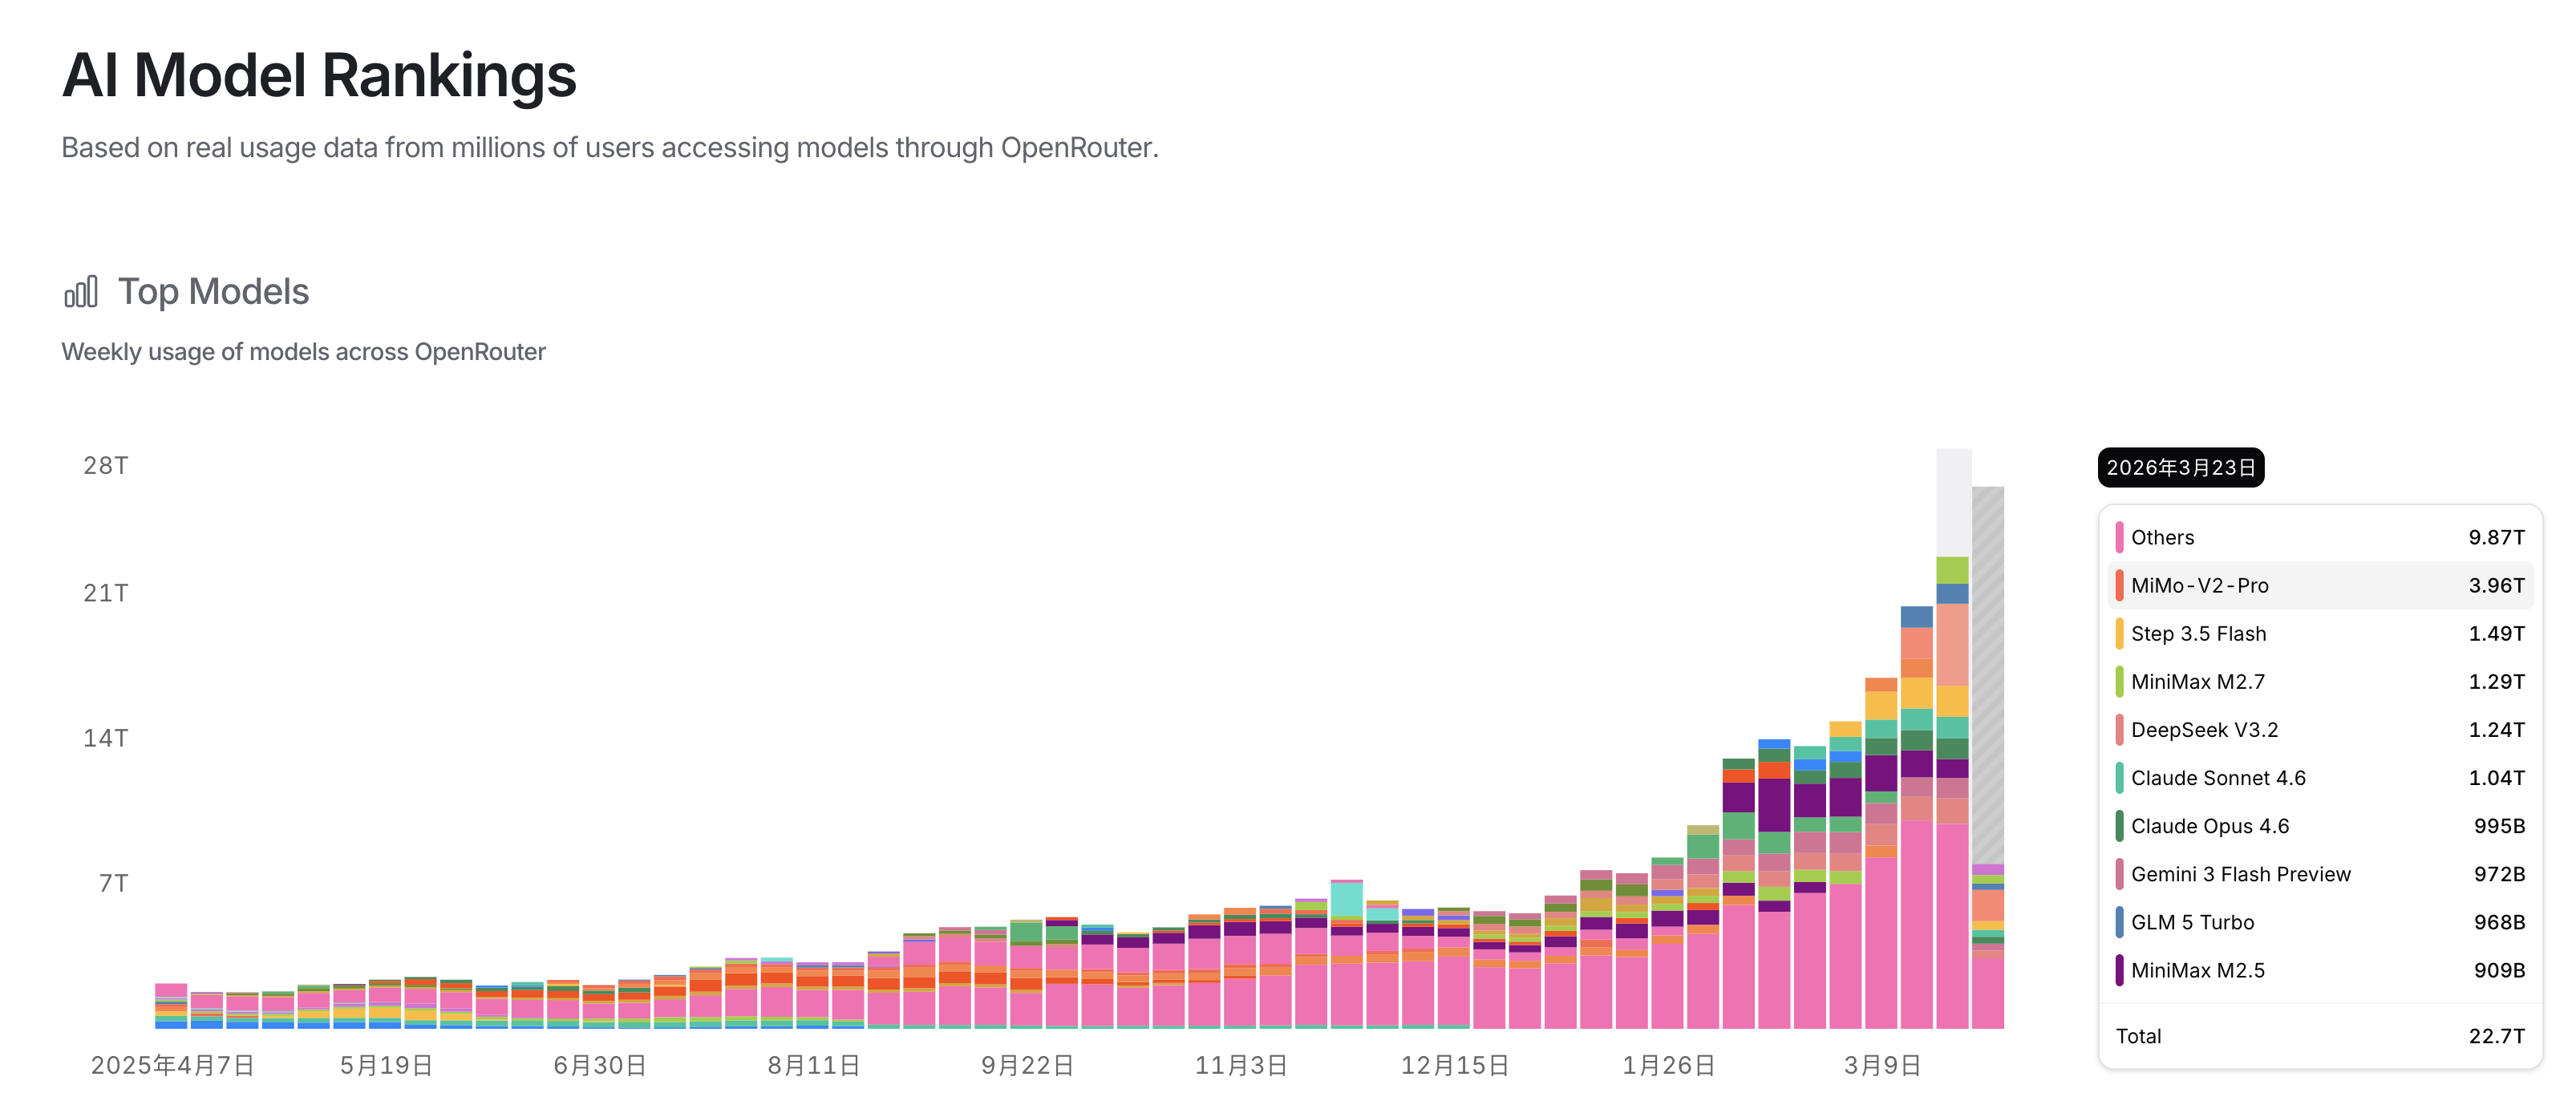 AI Model Rankings
Based on real usage data from millions of users accessing models through OpenRouter.
Top Models
Weekly usage of models across OpenRouter
28T
21T
14T
7T
2025年4月7日
5月19日
6月30日
8月11日
9月22日
11月3日
12月15日
1月26日
3月9日
2026年3月23日
Others 9.87T
MiMo-V2-Pro 3.96T
Step 3.5 Flash 1.49T
MiniMax M2.7 1.29T
DeepSeek V3.2 1.24T
Claude Sonnet 4.6 1.04T
Claude Opus 4.6 995B
Gemini 3 Flash Preview 972B
GLM 5 Turbo 968B
MiniMax M2.5 909B
Total 22.7T